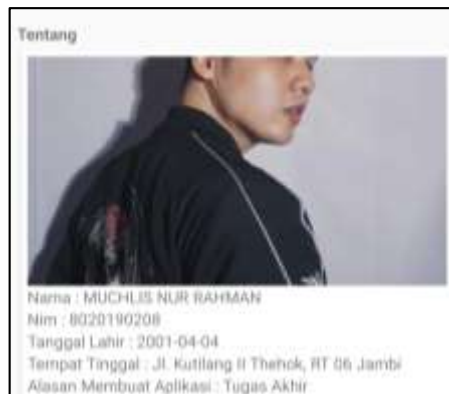 Tentang
Nama : MUCHLIS NUR RAHMAN
Nim : 8020190208
Tanggal Lahir : 2001-04-04
Tempat Tinggal : Jl. Kutilang II Thehok, RT 06 Jambi
Alasan Membuat Aplikasi : Tugas Akhir